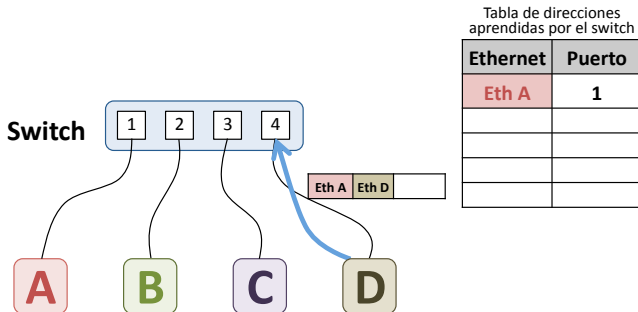 Tabla de direcciones
aprendidas por el switch
Ethernet Puerto
Eth A 1
Switch 1 2 3 4
Eth A Eth D
A B C D